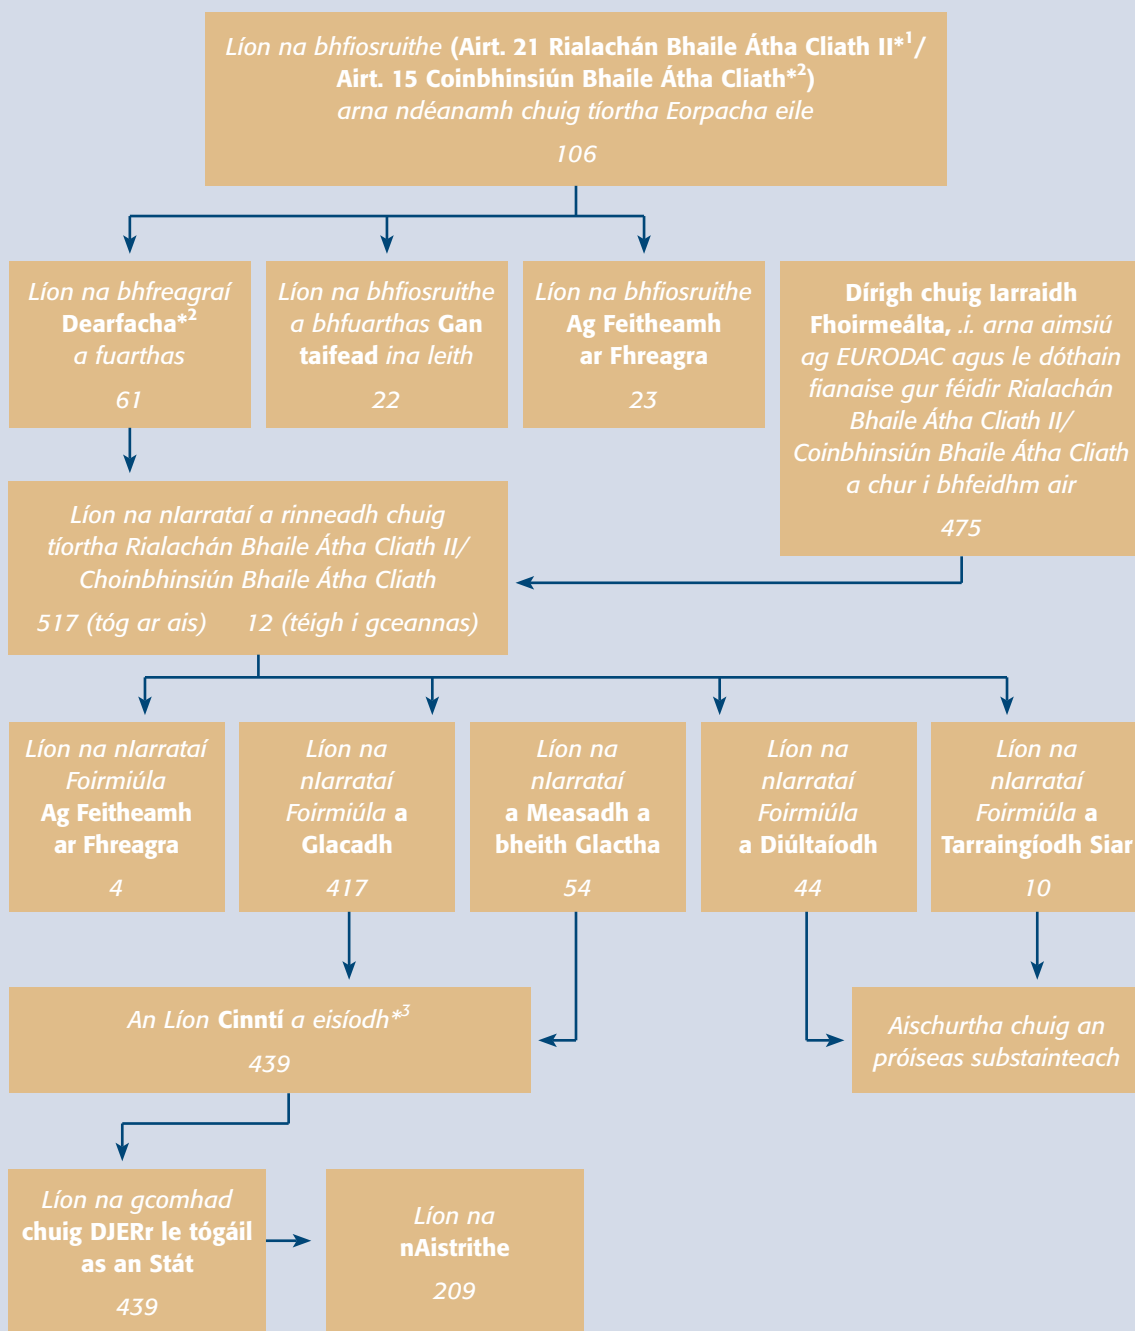 Líon na bhfiosruithe (Airt. 21 Rialachán Bhaile Átha Cliath II*1/
Airt. 15 Coinbhinsiún Bhaile Átha Cliath*2)
arna ndéanamh chuig tíortha Eorpacha eile
106
Líon na bhfreagraí
Dearfacha*2
a fuarthas
61
Líon na bhfiosruithe
a bhfuarthas Gan
taifead ina leith
22
Líon na bhfiosruithe
Ag Feitheamh
ar Fhreagra
23
Dírigh chuig Iarraidh
Fhoirmeálta, .i. arna aimsiú
ag EURODAC agus le dóthain
fianaise gur féidir Rialachán
Bhaile Átha Cliath II/
Coinbhinsiún Bhaile Átha Cliath
a chur i bhfeidhm air
475
Líon na nIarrataí a rinneadh chuig
tíortha Rialachán Bhaile Átha Cliath II/
Choinbhinsiún Bhaile Átha Cliath
517 (tóg ar ais) 12 (téigh i gceannas)
Líon na nIarrataí
Foirmiúla
Ag Feitheamh
ar Fhreagra
4
Líon na
nIarrataí
Foirmiúla a
Glacadh
417
Líon na
nIarrataí
a Measadh a
bheith Glactha
54
Líon na
nIarrataí
Foirmiúla
a Diúltaíodh
44
Líon na
nIarrataí
Foirmiúla a
Tarraingíodh Siar
10
An Líon Cinntí a eisíodh*3
439
Aischurtha chuig an
próiseas substainteach
Líon na gcomhad
chuig DJERr le tógáil
as an Stát
439
Líon na
nAistrithe
209